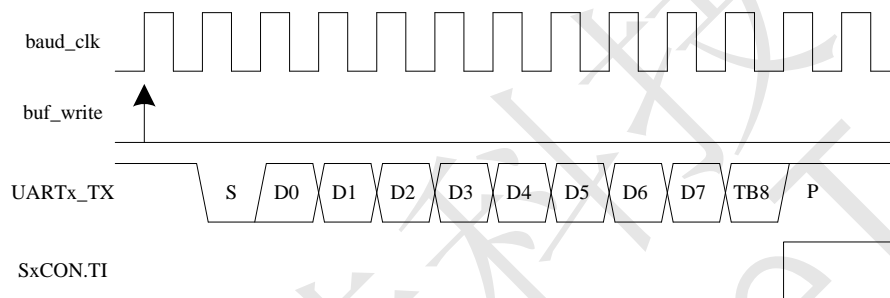 baud_clk
buf_write
UARTx_TX S D0 D1 D2 D3 D4 D5 D6 D7 TB8 P
SxCON.TI